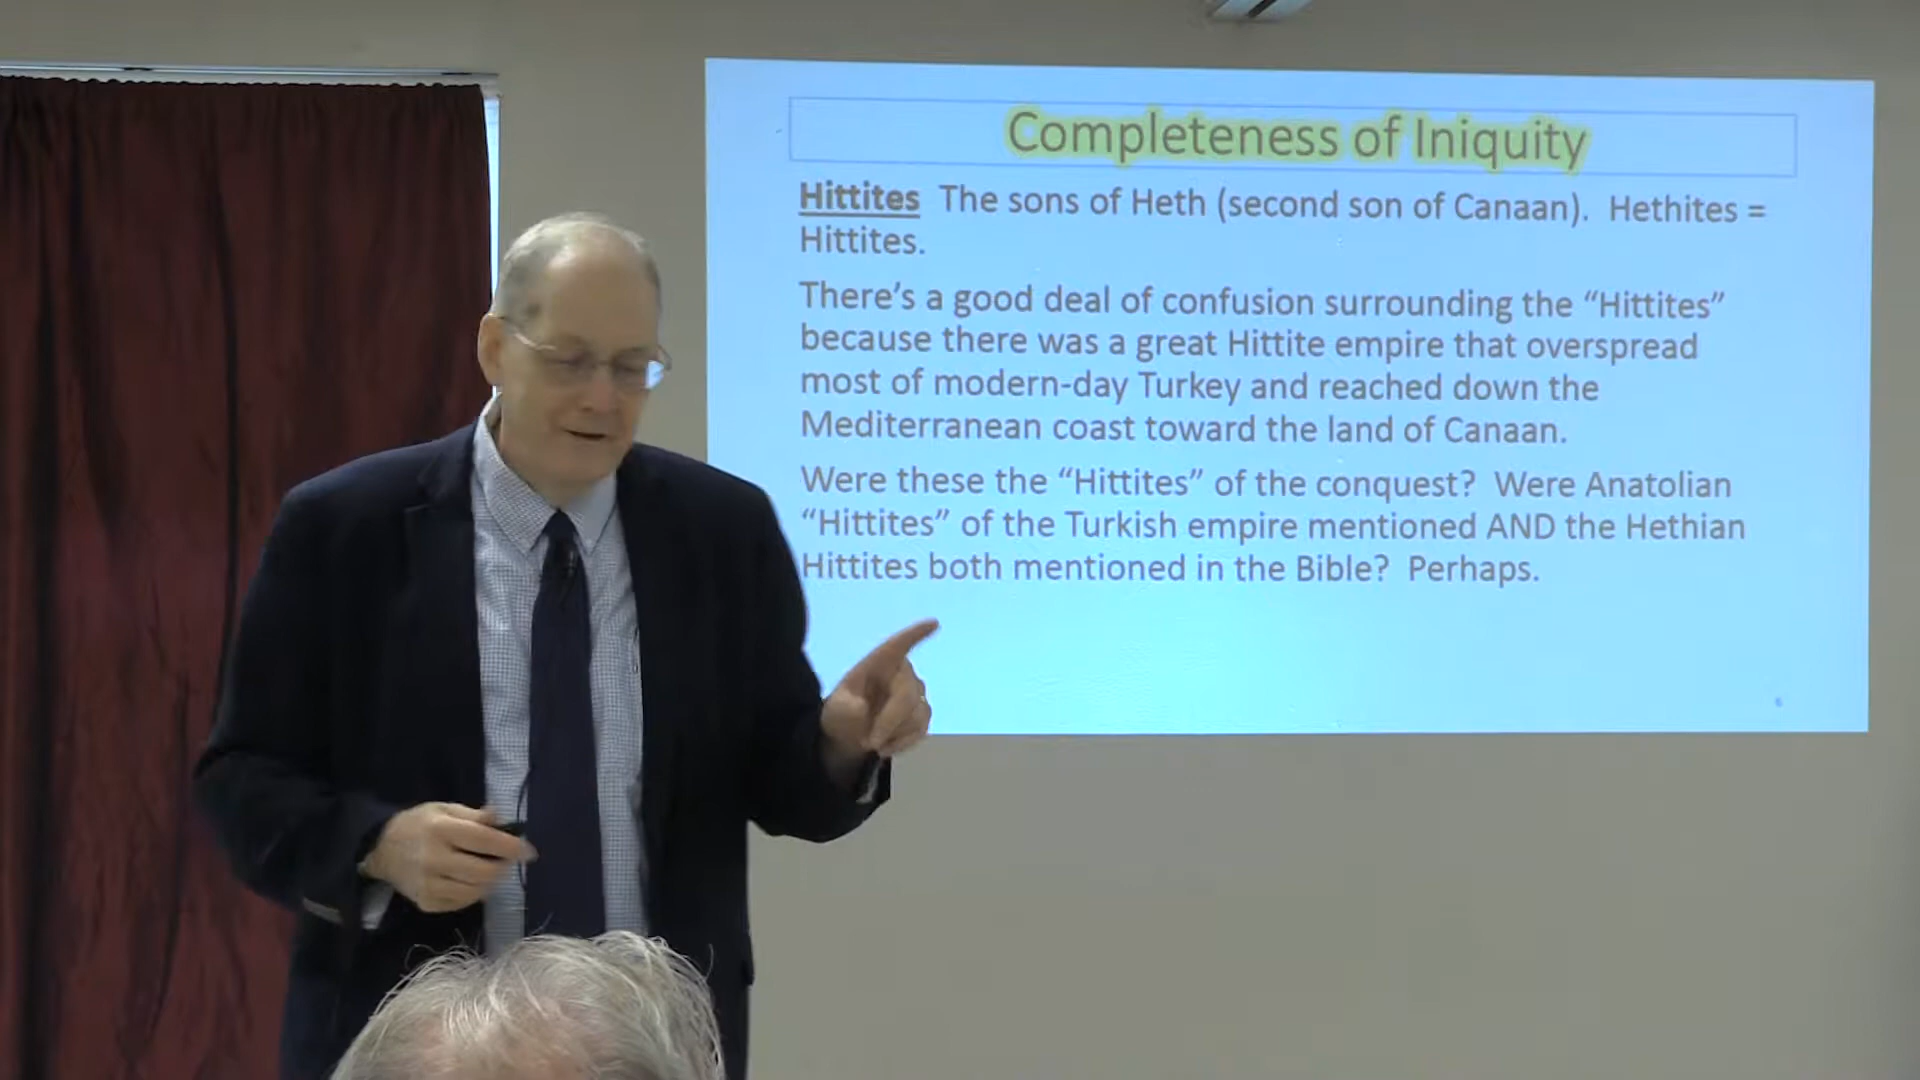 Completeness of Iniquity
Hittites The sons of Heth (second son of Canaan). Hethites =
Hittites.
There's a good deal of confusion surrounding the “Hittites”
because there was a great Hittite empire that overspread
most of modern-day Turkey and reached down the
Mediterranean coast toward the land of Canaan.
Were these the “Hittites” of the conquest? Were Anatolian
“Hittites” of the Turkish empire mentioned AND the Hethian
Hittites both mentioned in the Bible? Perhaps.